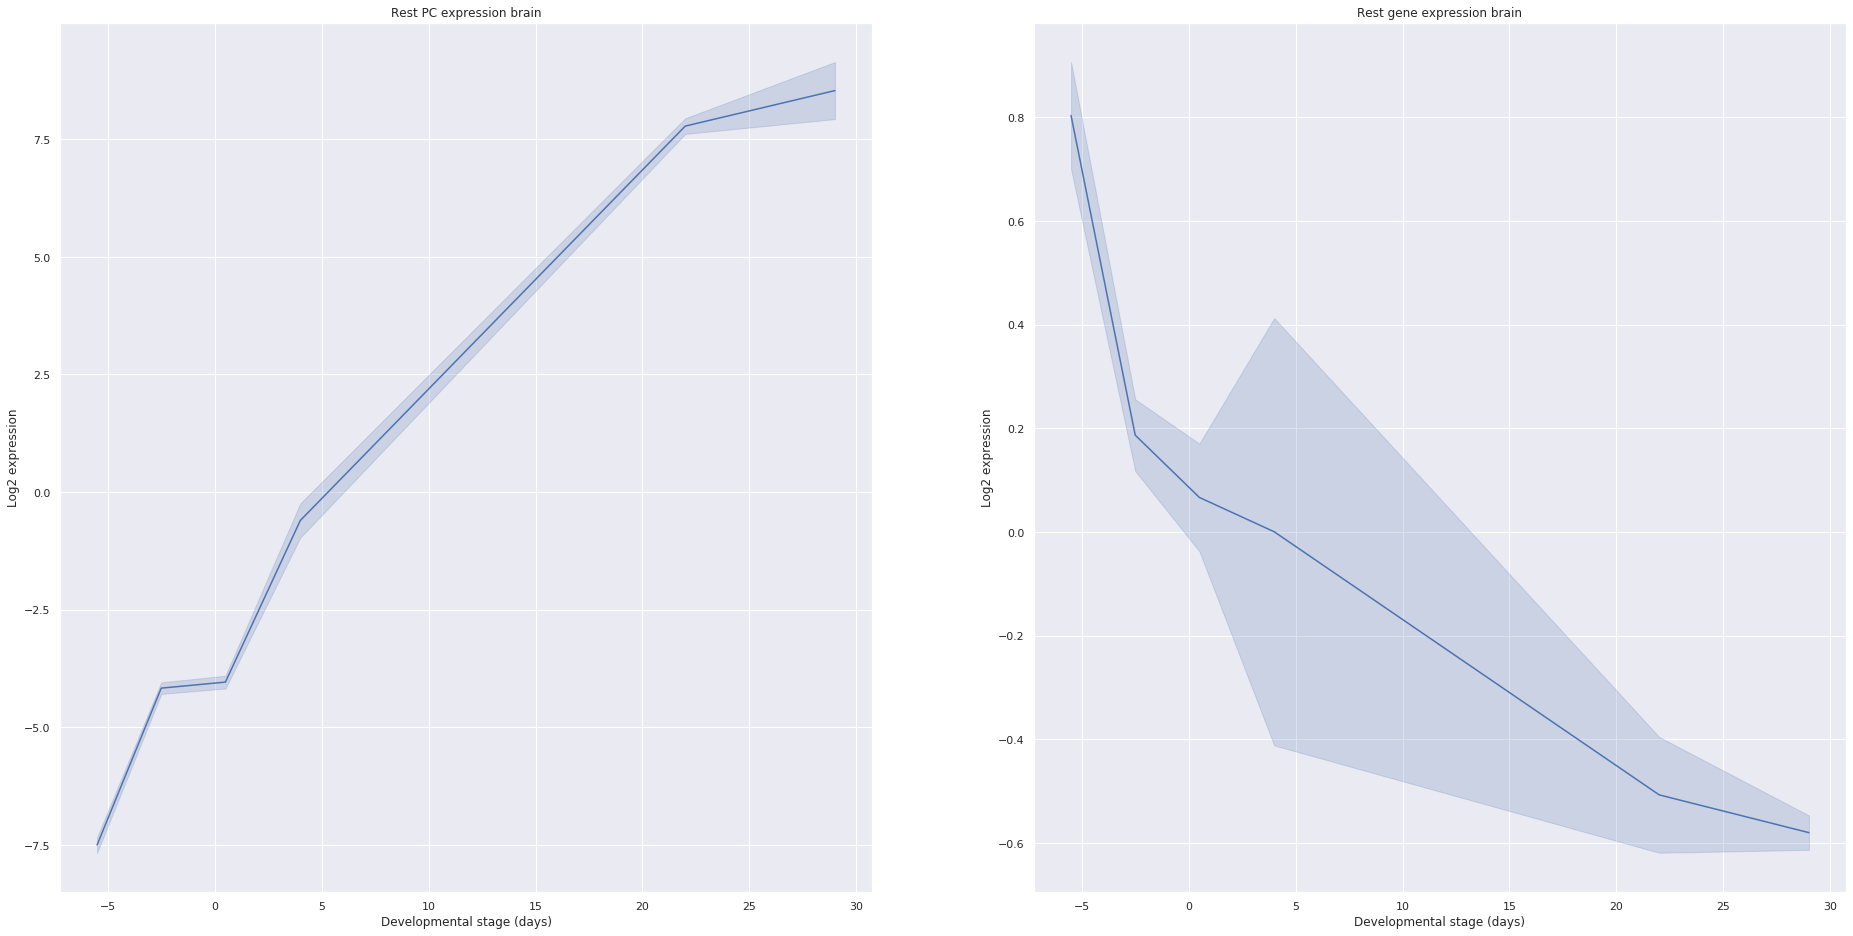 Rest PC expression brain
Log2 expression
7.5
5.0
2.5
0.0
−2.5
−5.0
−7.5
−5 0 5 10 15 20 25 30
Developmental stage (days)
Rest gene expression brain
Log2 expression
0.8
0.6
0.4
0.2
0.0
−0.2
−0.4
−0.6
−5 0 5 10 15 20 25 30
Developmental stage (days)